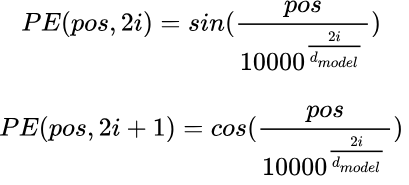 PE(pos, 2i) = sin(pos / 10000^(2i / d_model))
PE(pos, 2i + 1) = cos(pos / 10000^(2i / d_model))